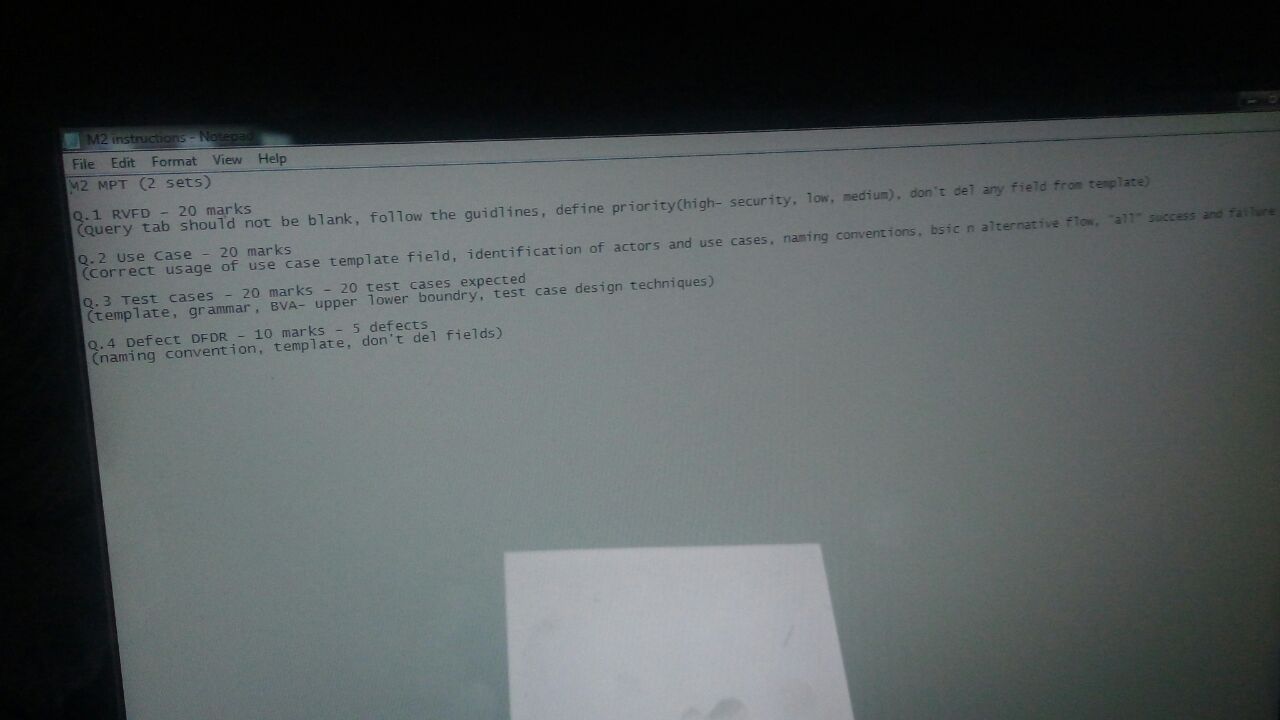 M2 instructions - Notepad
File Edit Format View Help
M2 MPT (2 sets)
Q.1 RVFD - 20 marks
(Query tab should not be blank, follow the guidlines, define priority(high- security, low, medium), don't del any field from template)
Q.2 Use Case - 20 marks
(Correct usage of use case template field, identification of actors and use cases, naming conventions, bsic n alternative flow, "all" success and failure
Q.3 Test cases - 20 marks - 20 test cases expected
(template, grammar, BVA- upper lower boundry, test case design techniques)
Q.4 Defect DFDR - 10 marks - 5 defects
(naming convention, template, don't del fields)